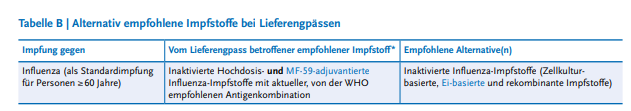 Tabelle B | Alternativ empfohlene Impfstoffe bei Lieferengpässen
Impfung gegen
Vom Lieferengpass betroffener empfohlener Impfstoff*
Empfohlene Alternative(n)
Influenza (als Standardimpfung
für Personen ≥ 60 Jahre)
Inaktivierte Hochdosis- und MF-59-adjuvantierte
Influenza-Impfstoffe mit aktueller, von der WHO
empfohlenen Antigenkombination
Inaktivierte Influenza-Impfstoffe (Zellkultur-
basierte, Ei-basierte und rekombinante Impfstoffe)